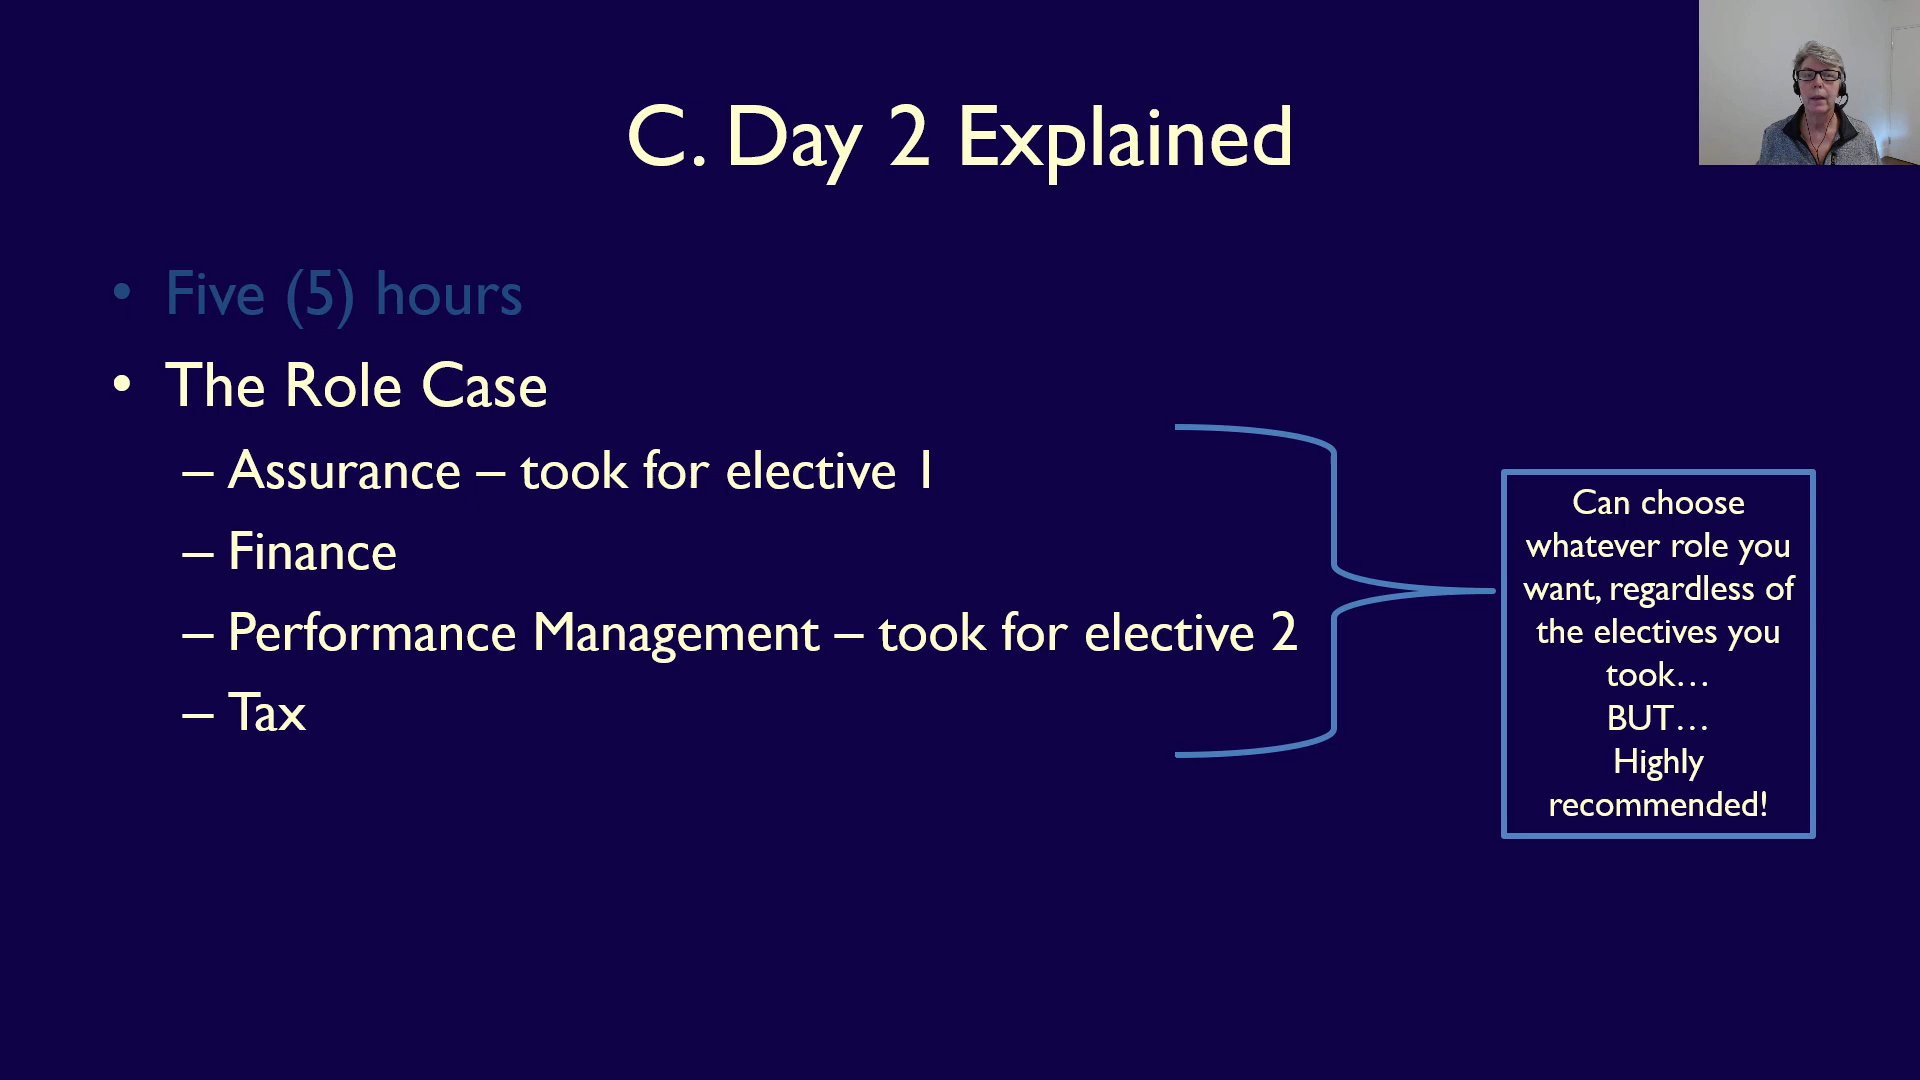 C. Day 2 Explained
• Five (5) hours
• The Role Case
– Assurance – took for elective 1
– Finance
– Performance Management – took for elective 2
– Tax
Can choose
whatever role you
want, regardless of
the electives you
took…
BUT…
Highly
recommended!